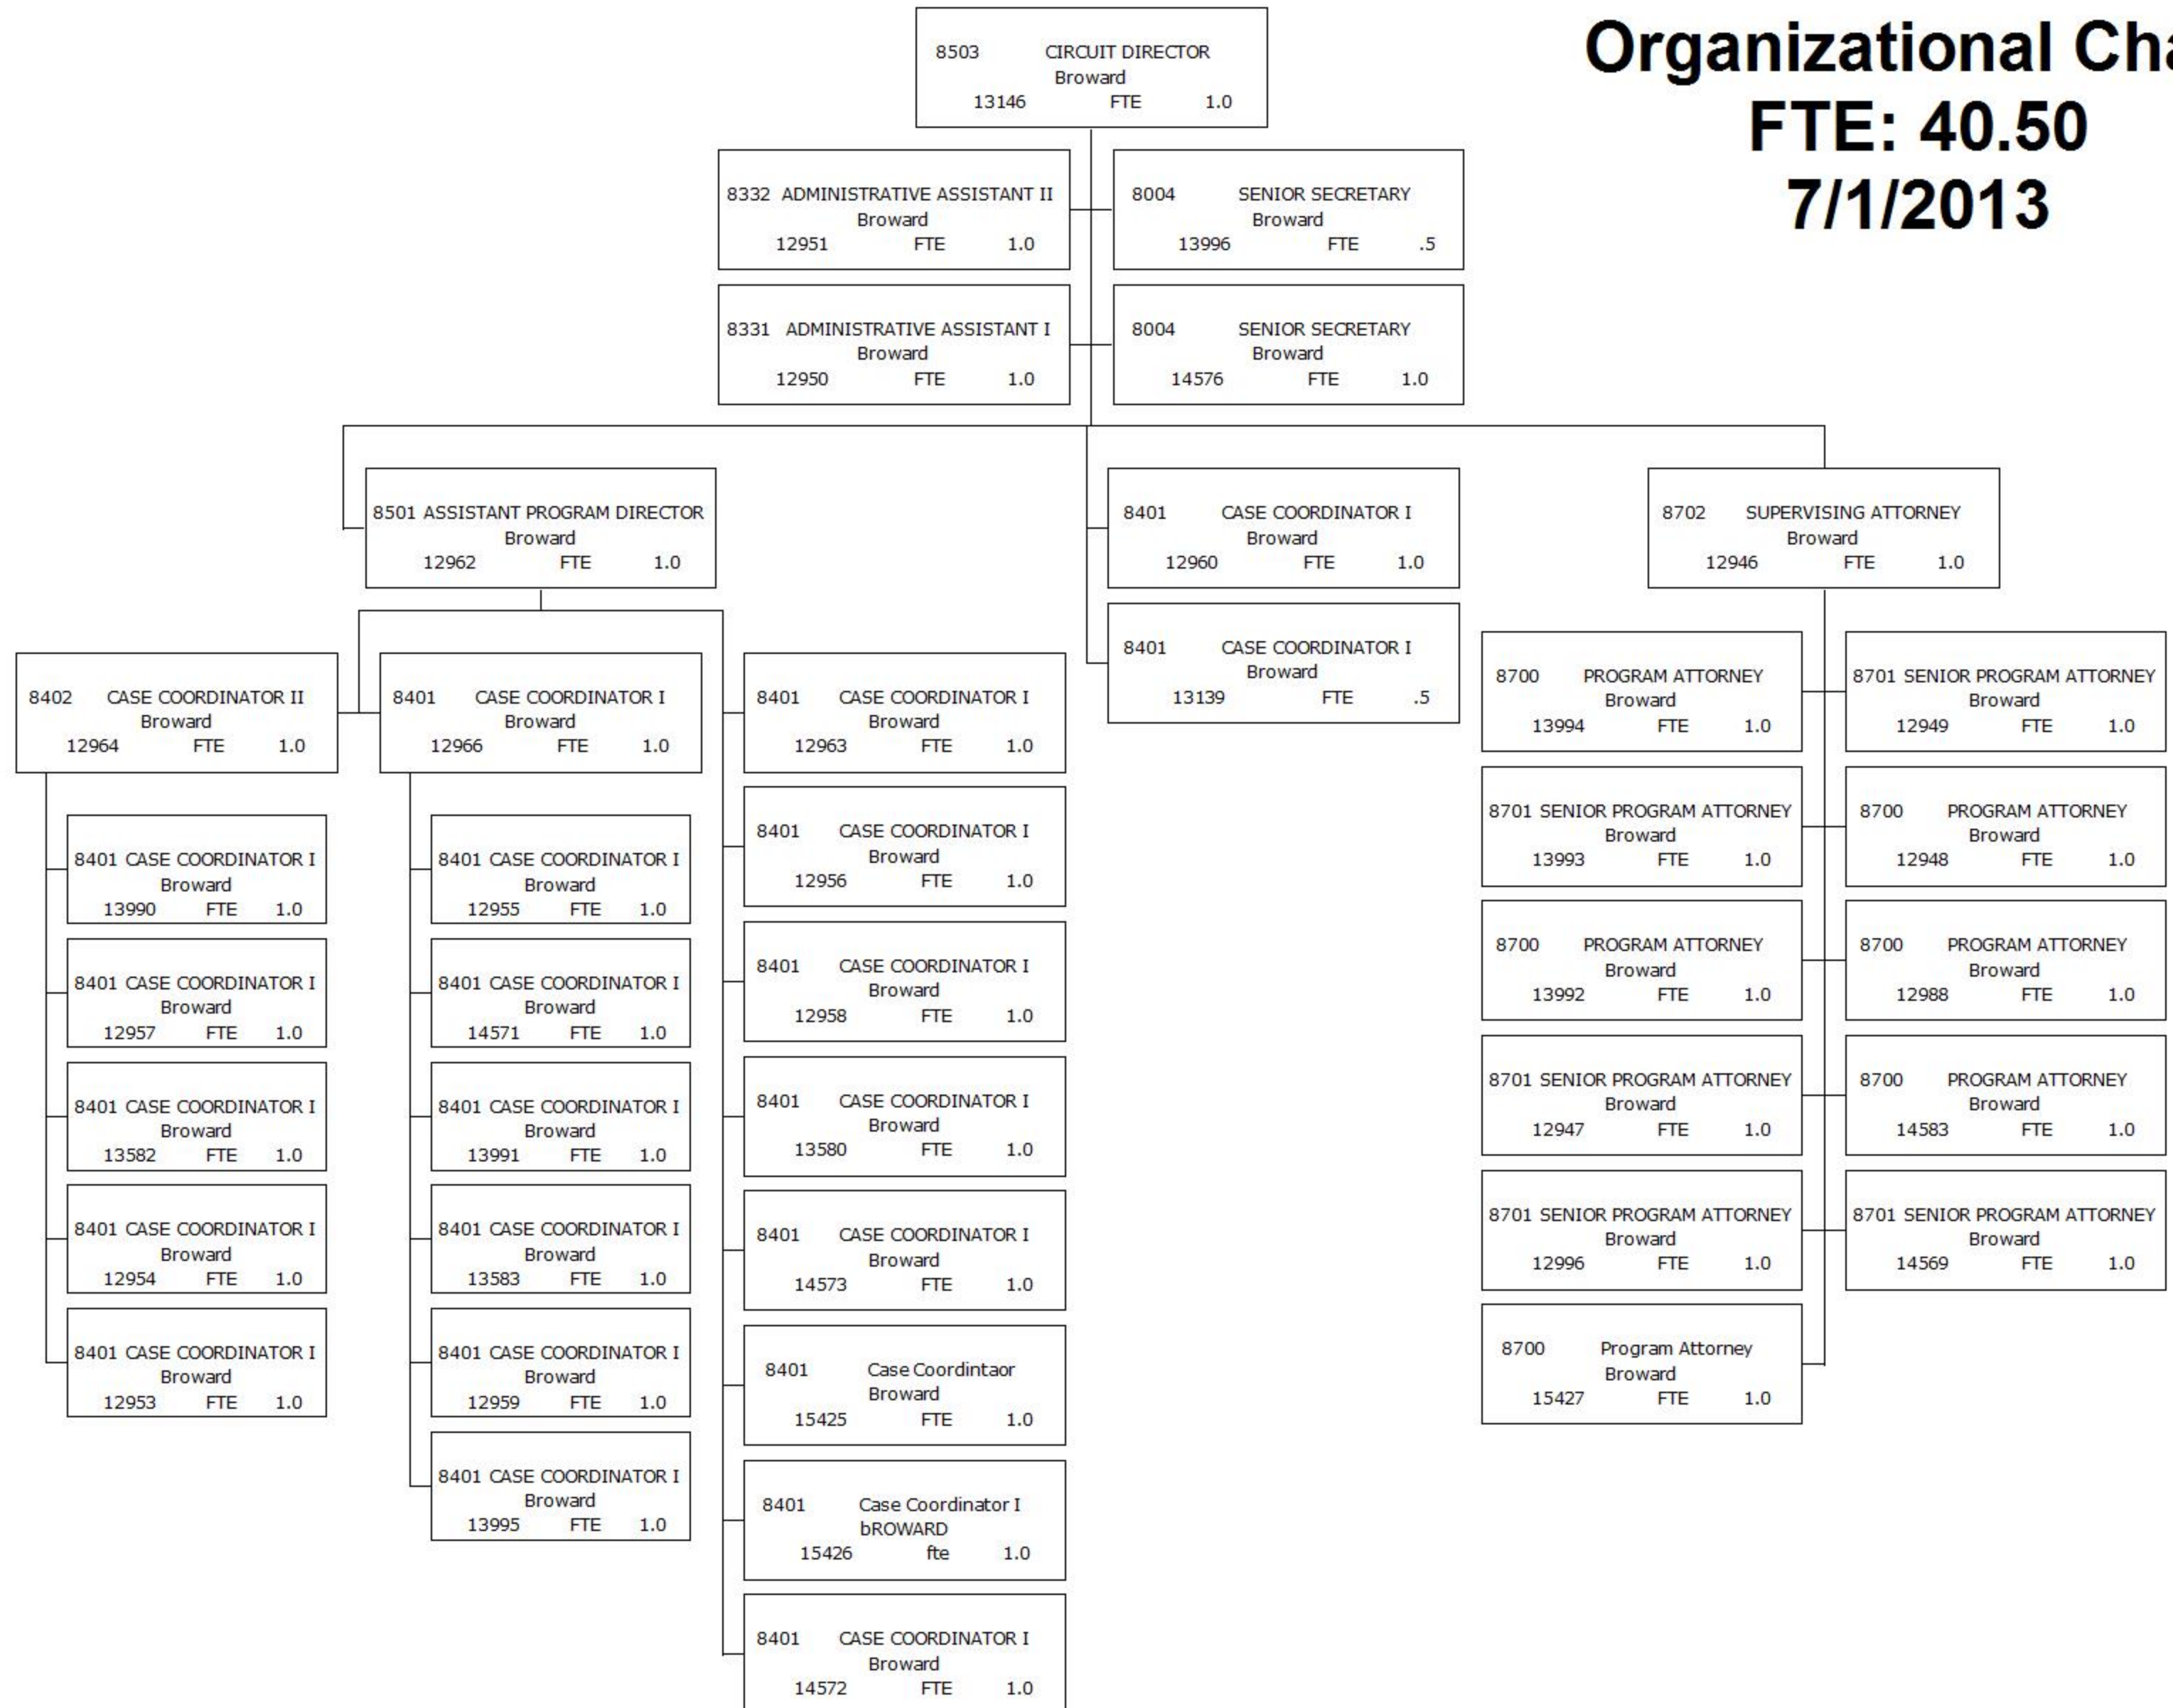 Organizational Cha
FTE: 40.50
7/1/2013
8503 CIRCUIT DIRECTOR
Broward
13146 FTE 1.0
8332 ADMINISTRATIVE ASSISTANT II
Broward
12951 FTE 1.0
8004 SENIOR SECRETARY
Broward
13996 FTE .5
8331 ADMINISTRATIVE ASSISTANT I
Broward
12950 FTE 1.0
8004 SENIOR SECRETARY
Broward
14576 FTE 1.0
8501 ASSISTANT PROGRAM DIRECTOR
Broward
12962 FTE 1.0
8401 CASE COORDINATOR I
Broward
12960 FTE 1.0
8401 CASE COORDINATOR I
Broward
13139 FTE .5
8702 SUPERVISING ATTORNEY
Broward
12946 FTE 1.0
8402 CASE COORDINATOR II
Broward
12964 FTE 1.0
8401 CASE COORDINATOR I
Broward
13990 FTE 1.0
8401 CASE COORDINATOR I
Broward
12957 FTE 1.0
8401 CASE COORDINATOR I
Broward
13582 FTE 1.0
8401 CASE COORDINATOR I
Broward
12954 FTE 1.0
8401 CASE COORDINATOR I
Broward
12953 FTE 1.0
8401 CASE COORDINATOR I
Broward
12966 FTE 1.0
8401 CASE COORDINATOR I
Broward
12955 FTE 1.0
8401 CASE COORDINATOR I
Broward
14571 FTE 1.0
8401 CASE COORDINATOR I
Broward
13991 FTE 1.0
8401 CASE COORDINATOR I
Broward
13583 FTE 1.0
8401 CASE COORDINATOR I
Broward
12959 FTE 1.0
8401 CASE COORDINATOR I
Broward
13995 FTE 1.0
8401 CASE COORDINATOR I
Broward
12963 FTE 1.0
8401 CASE COORDINATOR I
Broward
12956 FTE 1.0
8401 CASE COORDINATOR I
Broward
12958 FTE 1.0
8401 CASE COORDINATOR I
Broward
13580 FTE 1.0
8401 CASE COORDINATOR I
Broward
14573 FTE 1.0
8401 Case Coordintaor
Broward
15425 FTE 1.0
8401 Case Coordinator I
bROWARD
15426 fte 1.0
8401 CASE COORDINATOR I
Broward
14572 FTE 1.0
8700 PROGRAM ATTORNEY
Broward
13994 FTE 1.0
8701 SENIOR PROGRAM ATTORNEY
Broward
12949 FTE 1.0
8701 SENIOR PROGRAM ATTORNEY
Broward
13993 FTE 1.0
8700 PROGRAM ATTORNEY
Broward
12948 FTE 1.0
8700 PROGRAM ATTORNEY
Broward
13992 FTE 1.0
8700 PROGRAM ATTORNEY
Broward
12988 FTE 1.0
8701 SENIOR PROGRAM ATTORNEY
Broward
12947 FTE 1.0
8700 PROGRAM ATTORNEY
Broward
14583 FTE 1.0
8701 SENIOR PROGRAM ATTORNEY
Broward
12996 FTE 1.0
8701 SENIOR PROGRAM ATTORNEY
Broward
14569 FTE 1.0
8700 Program Attorney
Broward
15427 FTE 1.0